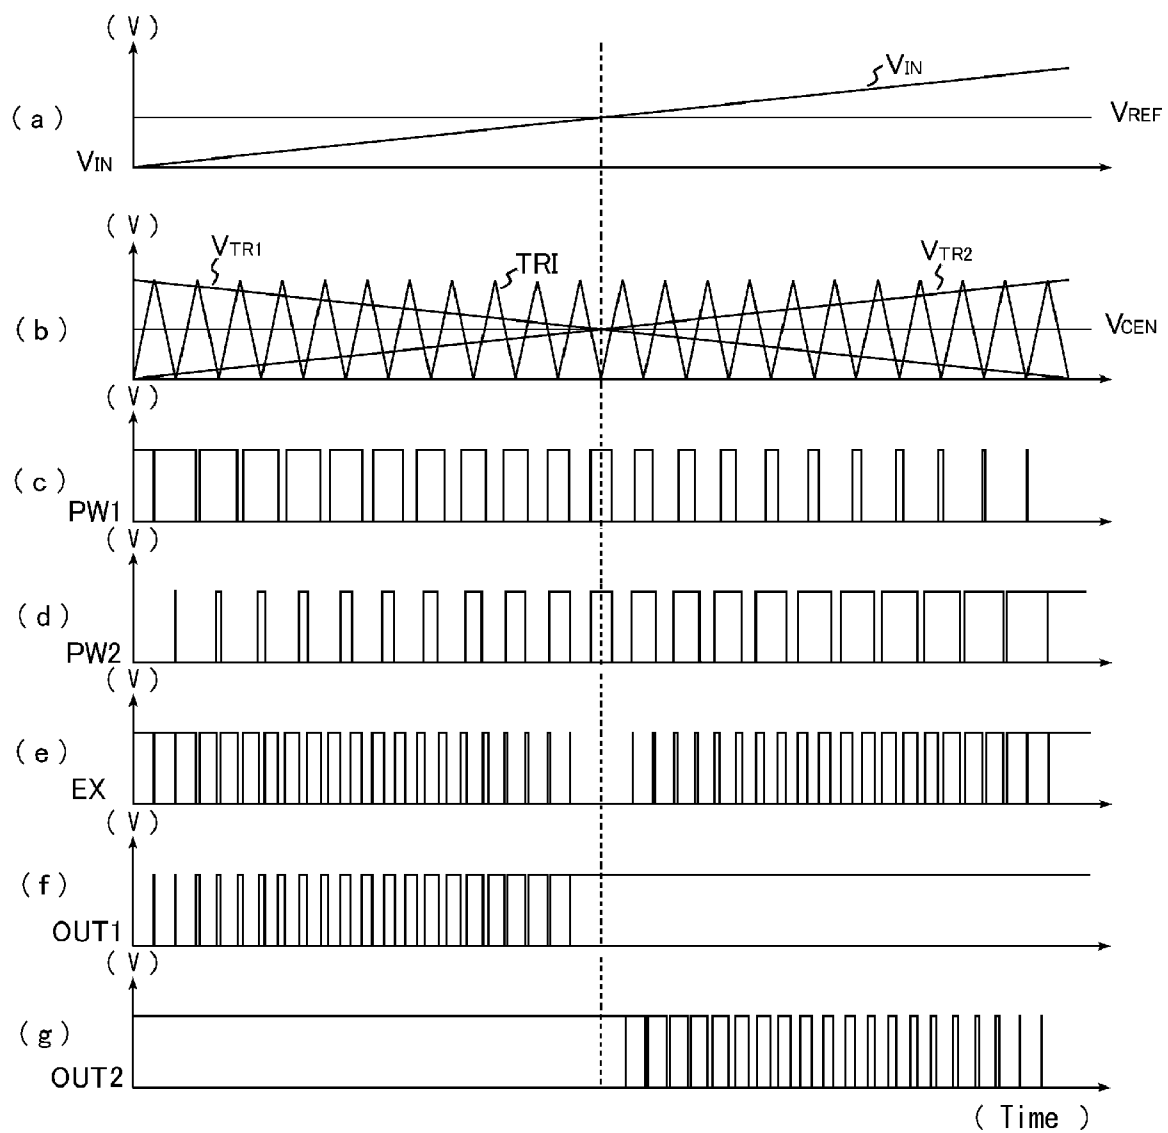 (V)
VIN
(a)
VREF
VIN
(V)
VTR1
TRI
VTR2
(b)
VCEN
(V)
(c)
PW1
(V)
(d)
PW2
(V)
(e)
EX
(V)
(f)
OUT1
(V)
(g)
OUT2
(Time)